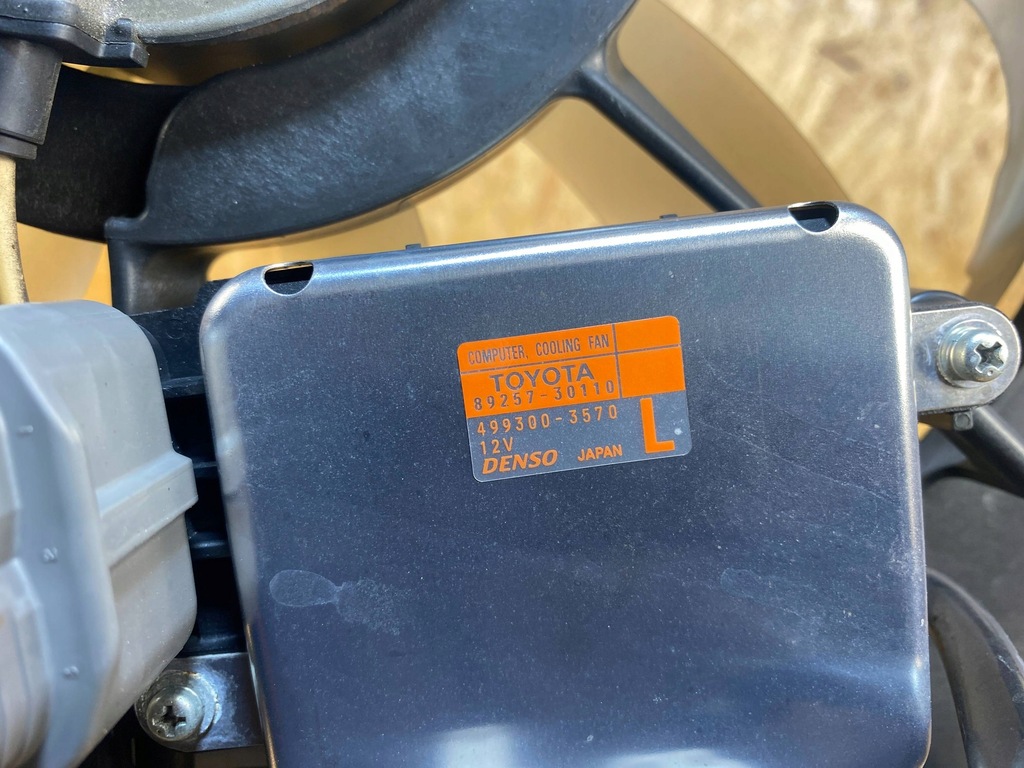 COMPUTER, COOLING FAN
TOYOTA
89257-30110
499300-3570
12V
L
DENSO JAPAN